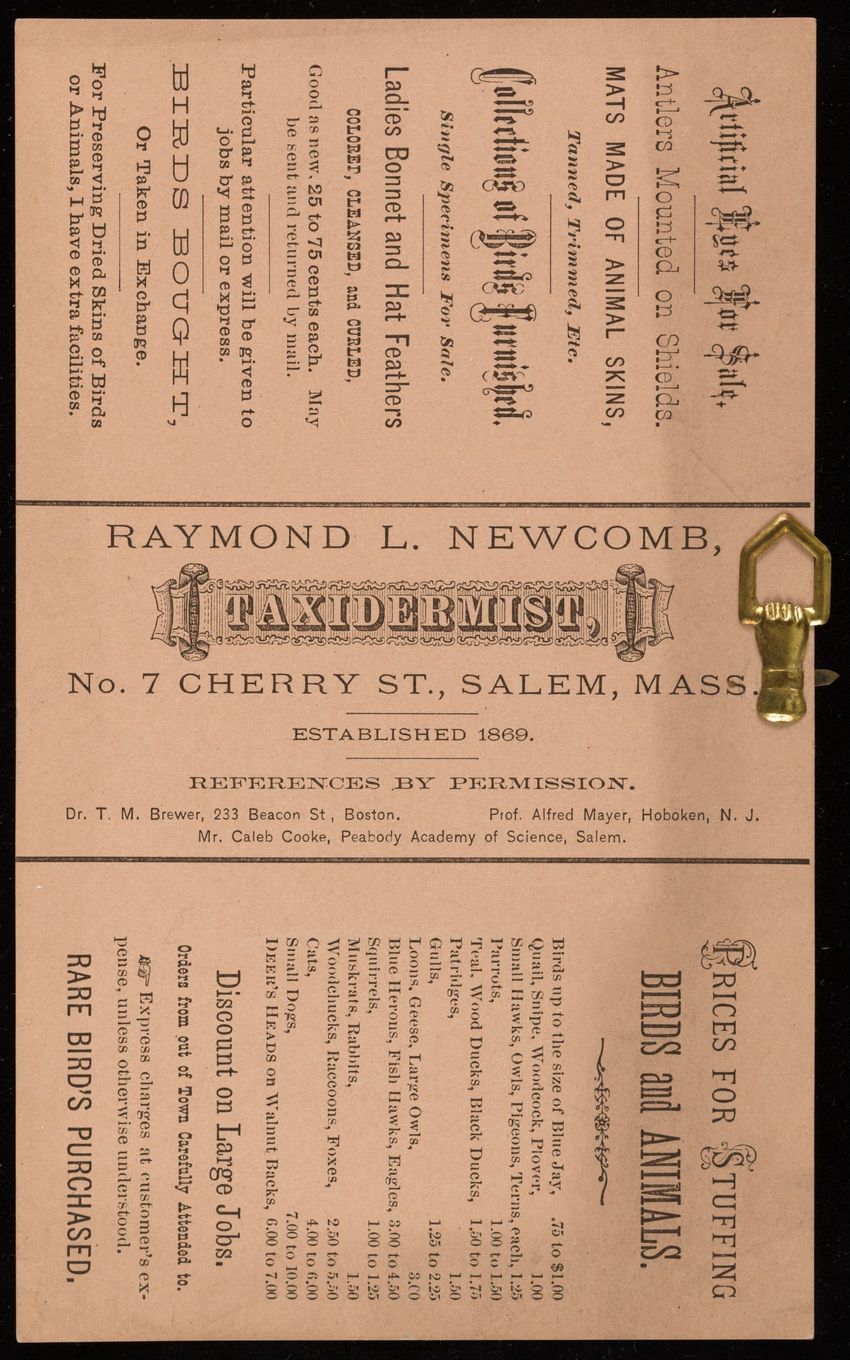 Artificial Eyes For Sale.
Antlers Mounted on Shields.
MATS MADE OF ANIMAL SKINS,
Tanned, Trimmed, Etc.
Collections of Birds Furnished.
Single Specimens For Sale.
Ladies Bonnet and Hat Feathers
COLORED, CLEANSED, and CURLED,
Good as new. 25 to 75 cents each. May
be sent and returned by mail.
Particular attention will be given to
jobs by mail or express.
BIRDS BOUGHT,
Or Taken in Exchange.
For Preserving Dried Skins of Birds
or Animals, I have extra facilities.
RAYMOND L. NEWCOMB,
TAXIDERMIST,
No. 7 CHERRY ST., SALEM, MASS.
ESTABLISHED 1869.
REFERENCES BY PERMISSION.
Dr. T. M. Brewer, 233 Beacon St, Boston. Prof. Alfred Mayer, Hoboken, N. J.
Mr. Caleb Cooke, Peabody Academy of Science, Salem.
PRICES FOR STUFFING
BIRDS and ANIMALS.
Birds up to the size of Blue Jay, .75 to $1.00
Quail, Snipe, Woodcock, Plover, 1.00
Small Hawks, Owls, Pigeons, Terns, each, 1.25
Parrots, 1.00 to 1.50
Teal, Wood Ducks, Black Ducks, 1.50 to 1.75
Patridges, 1.50
Gulls, 1.25 to 2.25
Loons, Geese, Large Owls, 3.00
Blue Herons, Fish Hawks, Eagles, 3.00 to 4.50
Squirrels, 1.00 to 1.25
Muskrats, Rabbits, 1.50
Woodchucks, Raccoons, Foxes, 2.50 to 5.50
Cats, 4.00 to 6.00
Small Dogs, 7.00 to 10.00
DEER'S HEADS on Walnut Backs, 6.00 to 7.00
Discount on Large Jobs.
Orders from out of Town Carefully Attended to.
☞ Express charges at customer's ex-
pense, unless otherwise understood.
RARE BIRD'S PURCHASED.